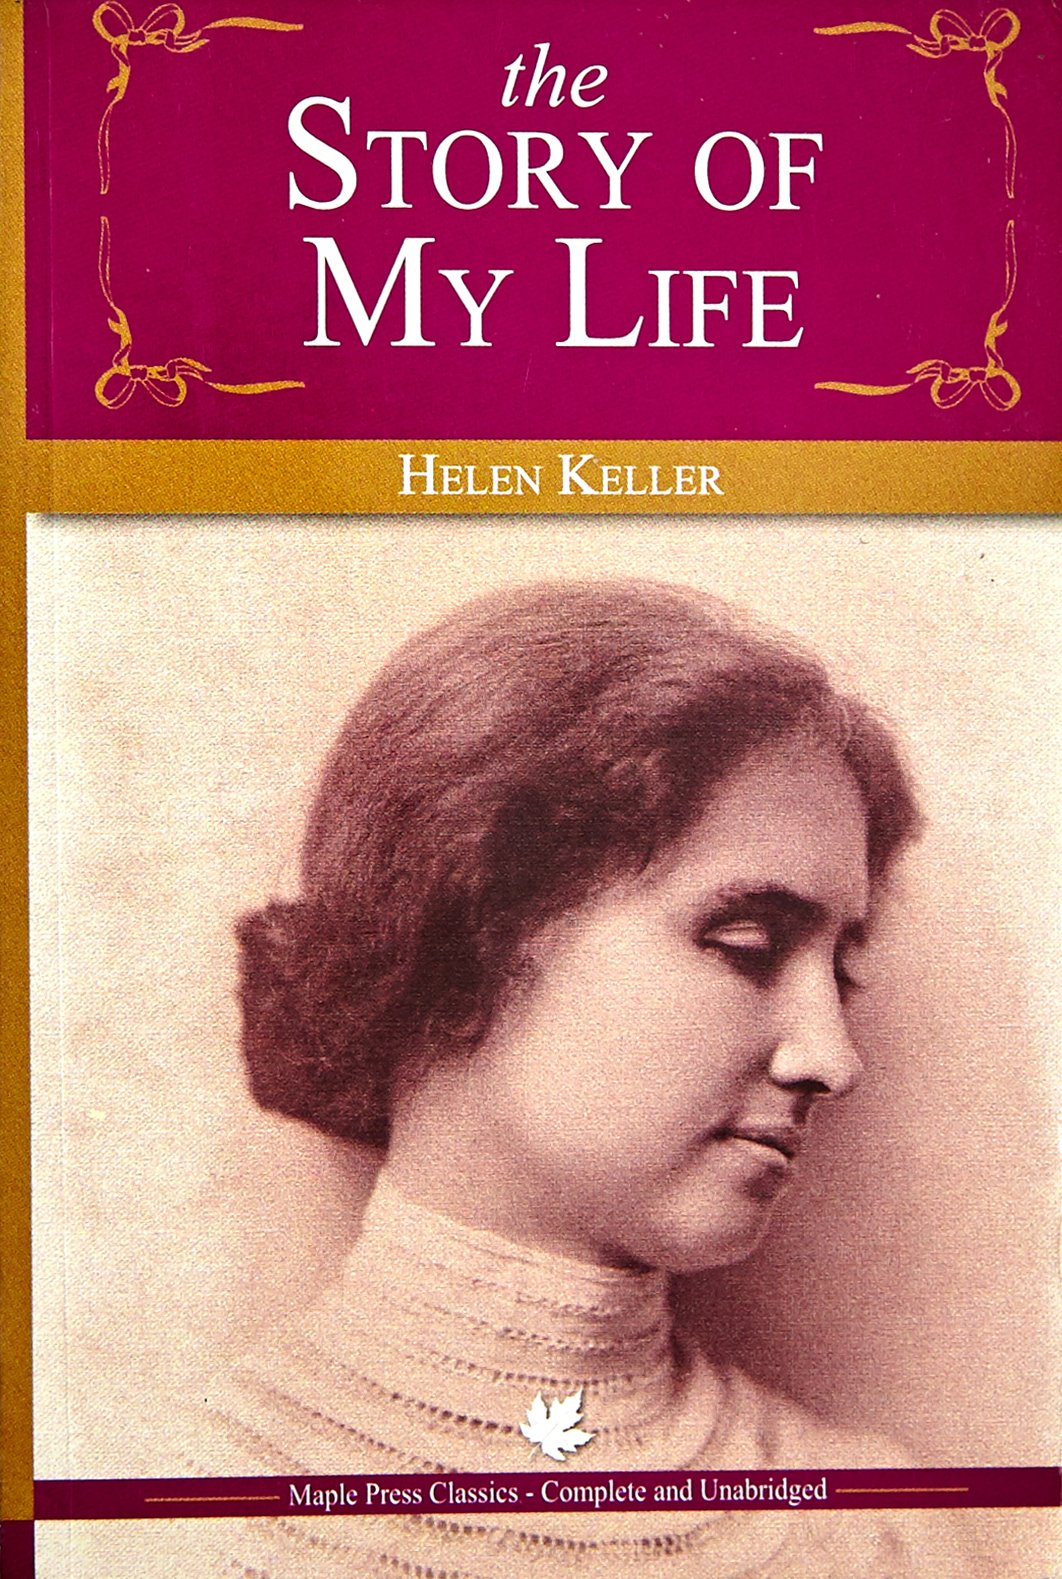 the
STORY OF
MY LIFE
HELEN KELLER
Maple Press Classics - Complete and Unabridged